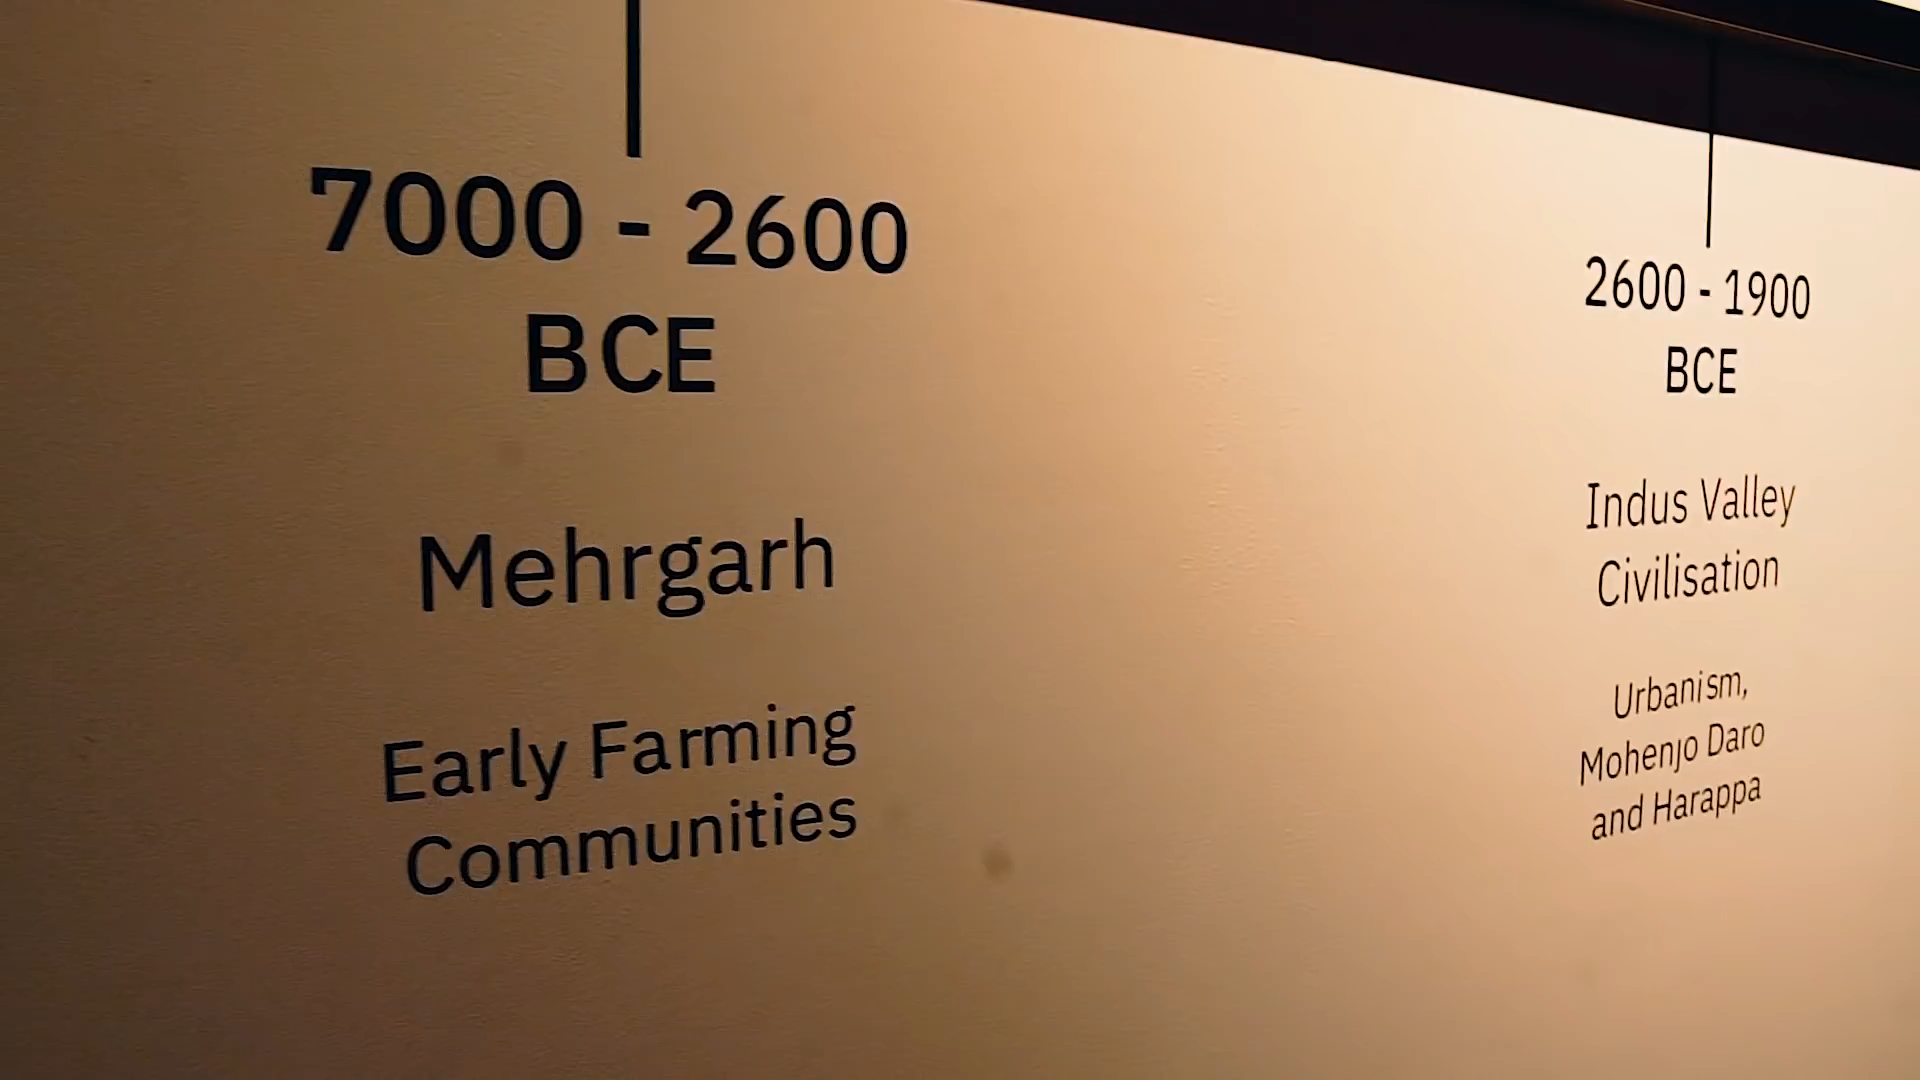 7000 - 2600
BCE
Mehrgarh
Early Farming
Communities
2600 - 1900
BCE
Indus Valley
Civilisation
Urbanism,
Mohenjo Daro
and Harappa